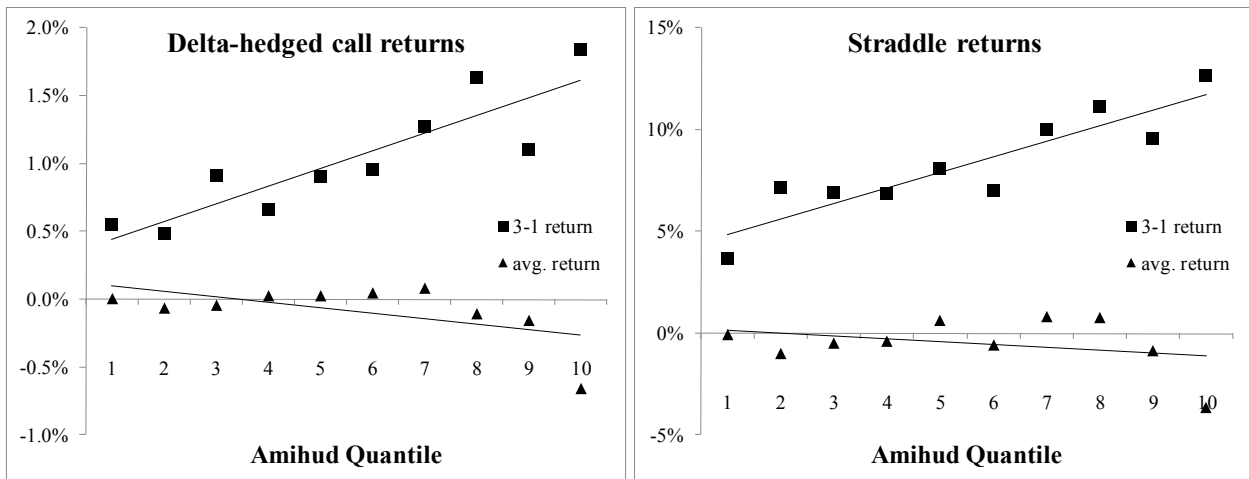 Delta-hedged call returns
2.0%
1.5%
1.0%
0.5%
0.0%
-0.5%
-1.0%
3-1 return
avg. return
1 2 3 4 5 6 7 8 9 10
Amihud Quantile
Straddle returns
15%
10%
5%
0%
-5%
3-1 return
avg. return
1 2 3 4 5 6 7 8 9 10
Amihud Quantile